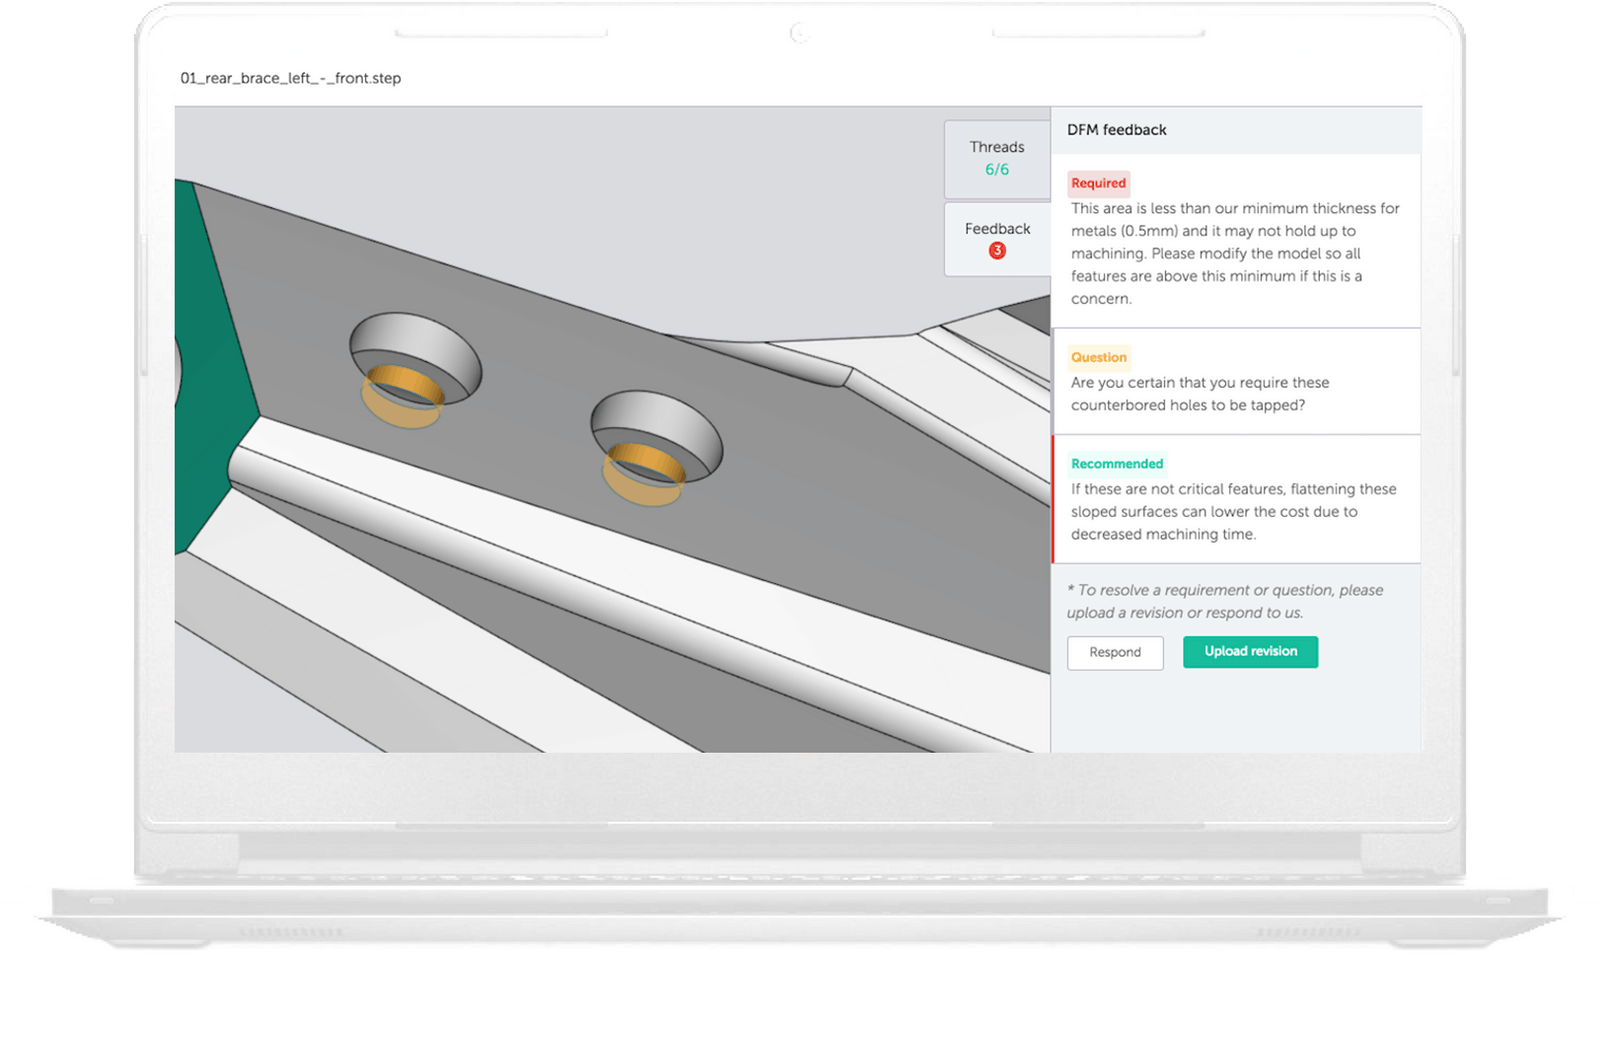 01_rear_brace_left_-_front.step
Threads
6/6
Feedback
3
DFM feedback
Required
This area is less than our minimum thickness for
metals (0.5mm) and it may not hold up to
machining. Please modify the model so all
features are above this minimum if this is a
concern.
Question
Are you certain that you require these
counterbored holes to be tapped?
Recommended
If these are not critical features, flattening these
sloped surfaces can lower the cost due to
decreased machining time.
* To resolve a requirement or question, please
upload a revision or respond to us.
Respond
Upload revision